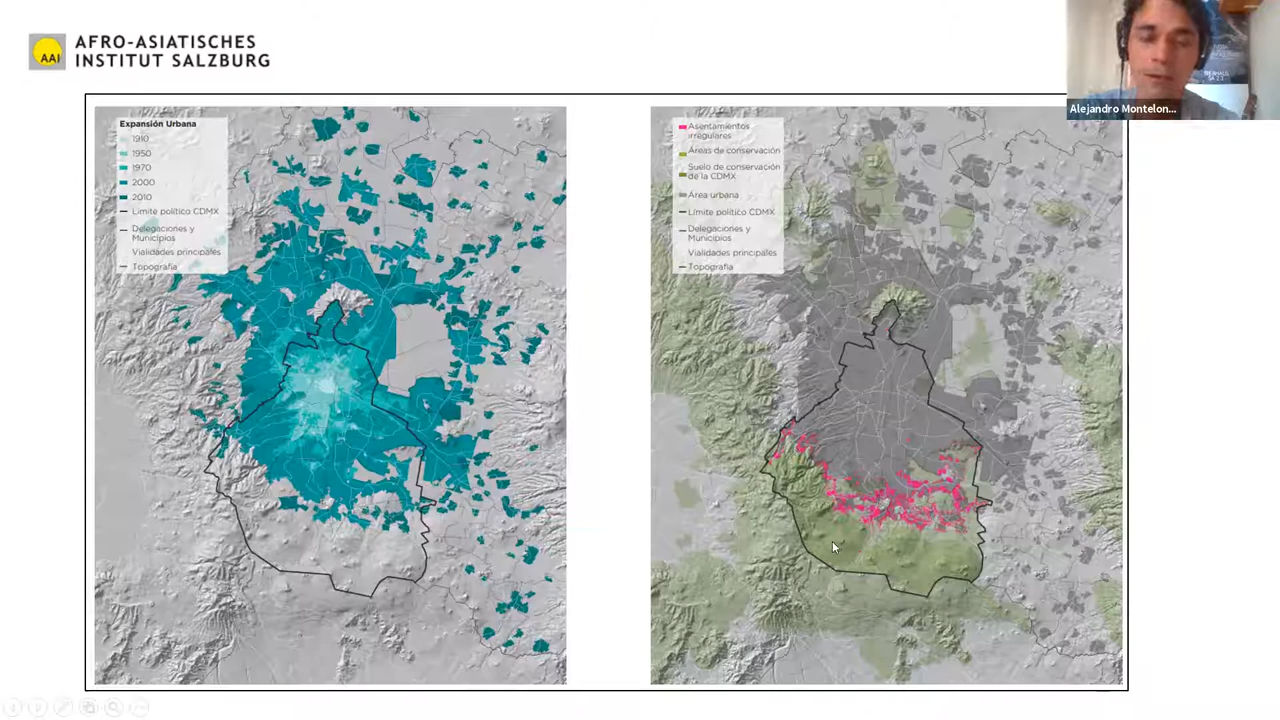 AAI
AFRO-ASIATISCHES
INSTITUT SALZBURG
Alejandro Montelon...
Expansión Urbana
1910
1950
1970
2000
2010
Límite político CDMX
Delegaciones y
Municipios
Vialidades principales
Topografía
Asentamientos
irregulares
Áreas de conservación
Suelo de conservación
de la CDMX
Área urbana
Límite político CDMX
Delegaciones y
Municipios
Vialidades principales
Topografía